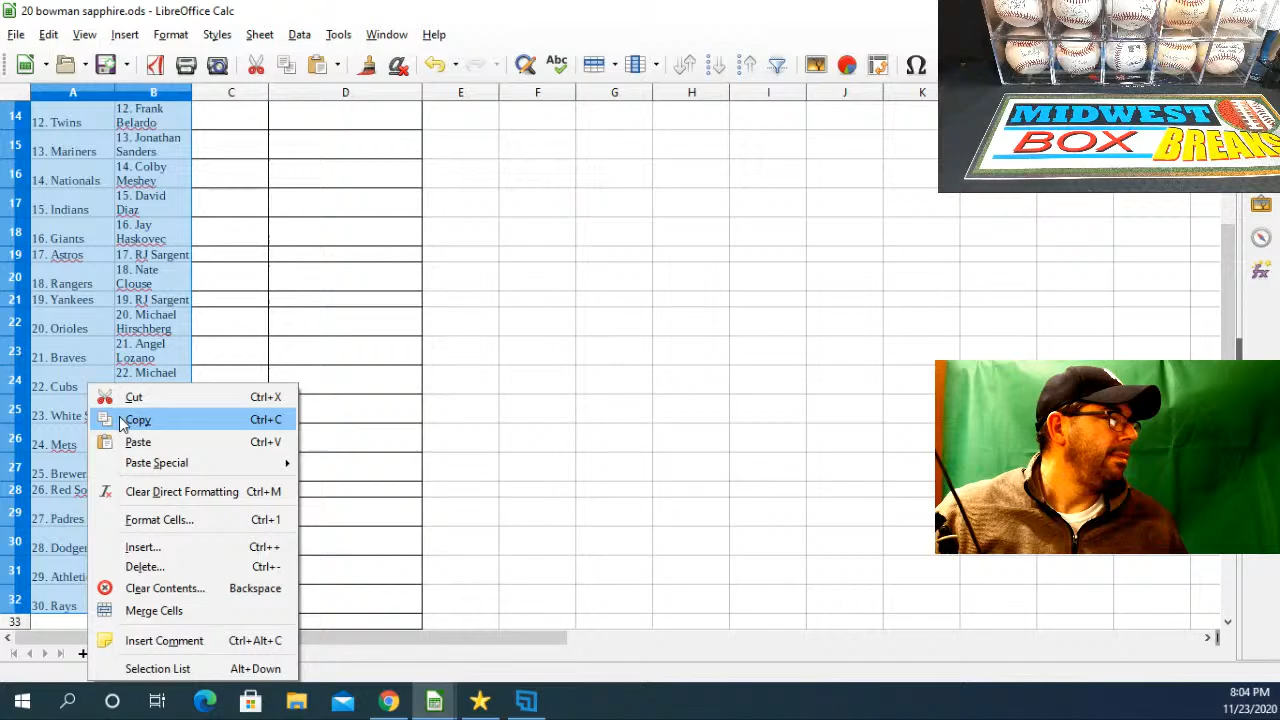 20 bowman sapphire.ods - LibreOffice Calc
File Edit View Insert Format Styles Sheet Data Tools Window Help
A B C D E F G H I J K
14 12. Twins 12. Frank Belardo
15 13. Mariners 13. Jonathan Sanders
16 14. Nationals 14. Colby Meshey
17 15. Indians 15. David Diaz
18 16. Giants 16. Jay Haskovec
19 17. Astros 17. RJ Sargent
20 18. Rangers 18. Nate Clouse
21 19. Yankees 19. RJ Sargent
22 20. Orioles 20. Michael Hirschberg
23 21. Braves 21. Angel Lozano
24 22. Cubs 22. Michael
25 23. White S
26 24. Mets
27 25. Brewe
28 26. Red So
29 27. Padres
30 28. Dodge
31 29. Athleti
32 30. Rays
33
Cut Ctrl+X
Copy Ctrl+C
Paste Ctrl+V
Paste Special
Clear Direct Formatting Ctrl+M
Format Cells... Ctrl+1
Insert... Ctrl++
Delete... Ctrl+-
Clear Contents... Backspace
Merge Cells
Insert Comment Ctrl+Alt+C
Selection List Alt+Down
MIDWEST
BOX BREAKS
8:04 PM
11/23/2020